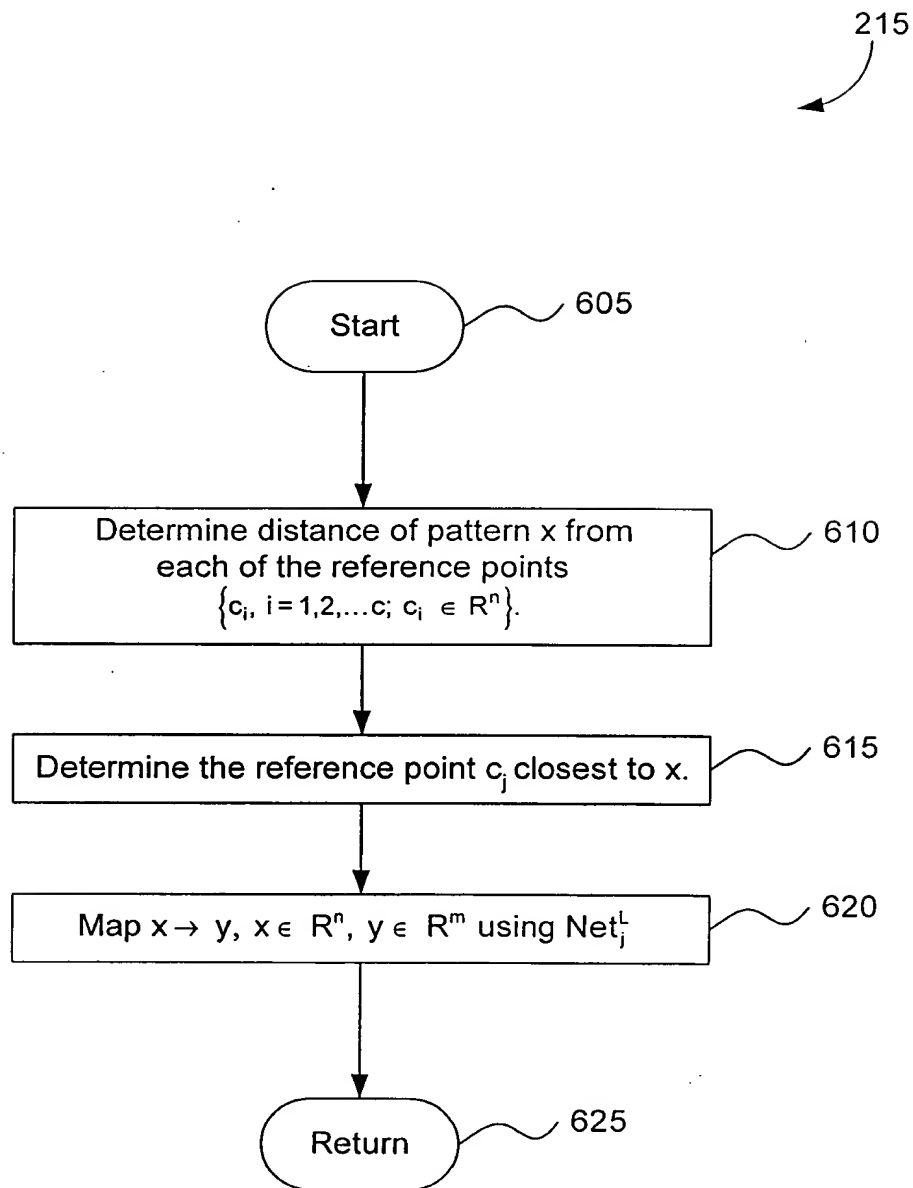 215
Start
605
Determine distance of pattern x from
each of the reference points
{cᵢ, i = 1,2,...c; cᵢ ∈ Rⁿ}.
610
Determine the reference point cⱼ closest to x.
615
Map x → y, x ∈ Rⁿ, y ∈ Rᵐ using Netⱼᴸ
620
Return
625